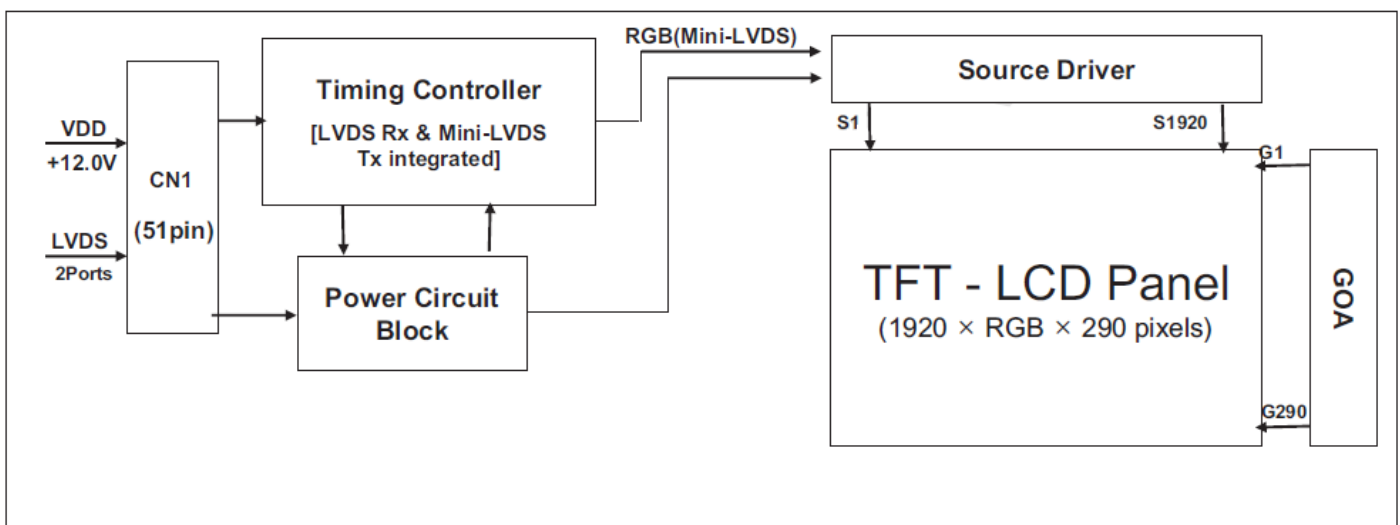 VDD
+12.0V
LVDS
2Ports
CN1
(51pin)
Timing Controller
[LVDS Rx & Mini-LVDS
Tx integrated]
Power Circuit
Block
RGB(Mini-LVDS)
Source Driver
S1
S1920
G1
TFT - LCD Panel
(1920 × RGB × 290 pixels)
G290
GOA